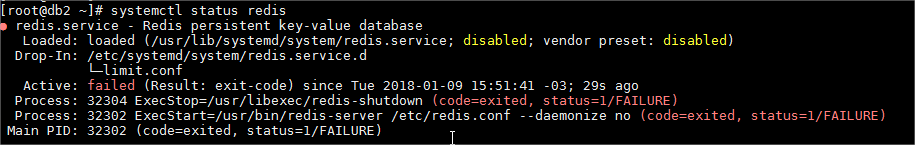 [root@db2 ~]# systemctl status redis
● redis.service - Redis persistent key-value database
Loaded: loaded (/usr/lib/systemd/system/redis.service; disabled; vendor preset: disabled)
Drop-In: /etc/systemd/system/redis.service.d
└─limit.conf
Active: failed (Result: exit-code) since Tue 2018-01-09 15:51:41 -03; 29s ago
Process: 32304 ExecStop=/usr/libexec/redis-shutdown (code=exited, status=1/FAILURE)
Process: 32302 ExecStart=/usr/bin/redis-server /etc/redis.conf --daemonize no (code=exited, status=1/FAILURE)
Main PID: 32302 (code=exited, status=1/FAILURE)